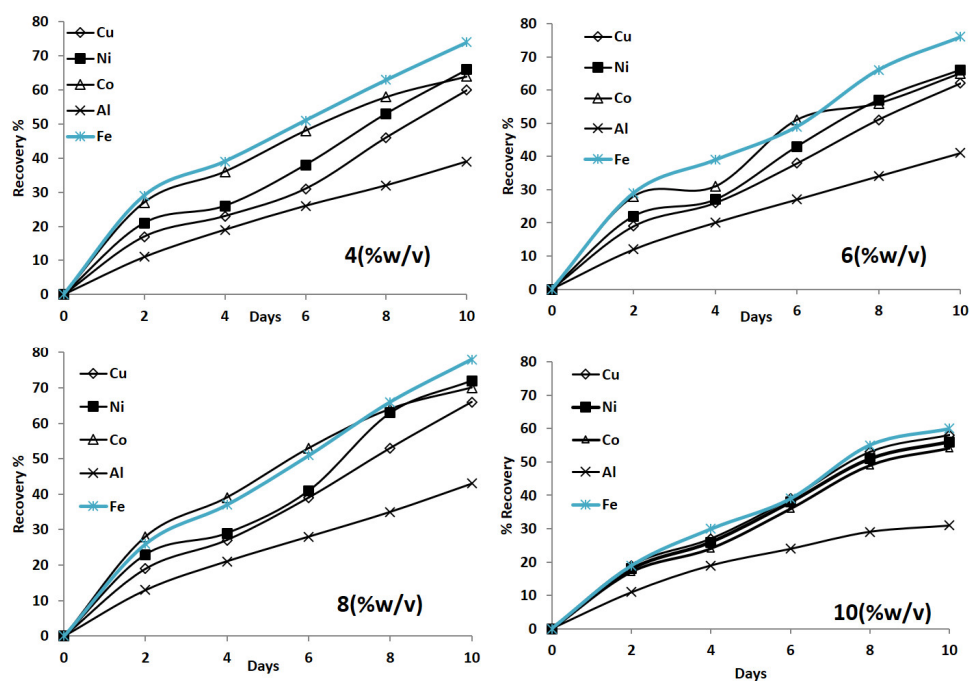 80
70
60
50
40
30
20
10
0
Recovery %
Cu
Ni
Co
Al
Fe
4(%w/v)
0 2 4 6 8 10
Days
80
70
60
50
40
30
20
10
0
Recovery %
Cu
Ni
Co
Al
Fe
6(%w/v)
0 2 4 6 8 10
Days
80
70
60
50
40
30
20
10
0
Recovery %
Cu
Ni
Co
Al
Fe
8(%w/v)
0 2 4 6 8 10
Days
80
70
60
50
40
30
20
10
0
% Recovery
Cu
Ni
Co
Al
Fe
10(%w/v)
0 2 4 6 8 10
Days